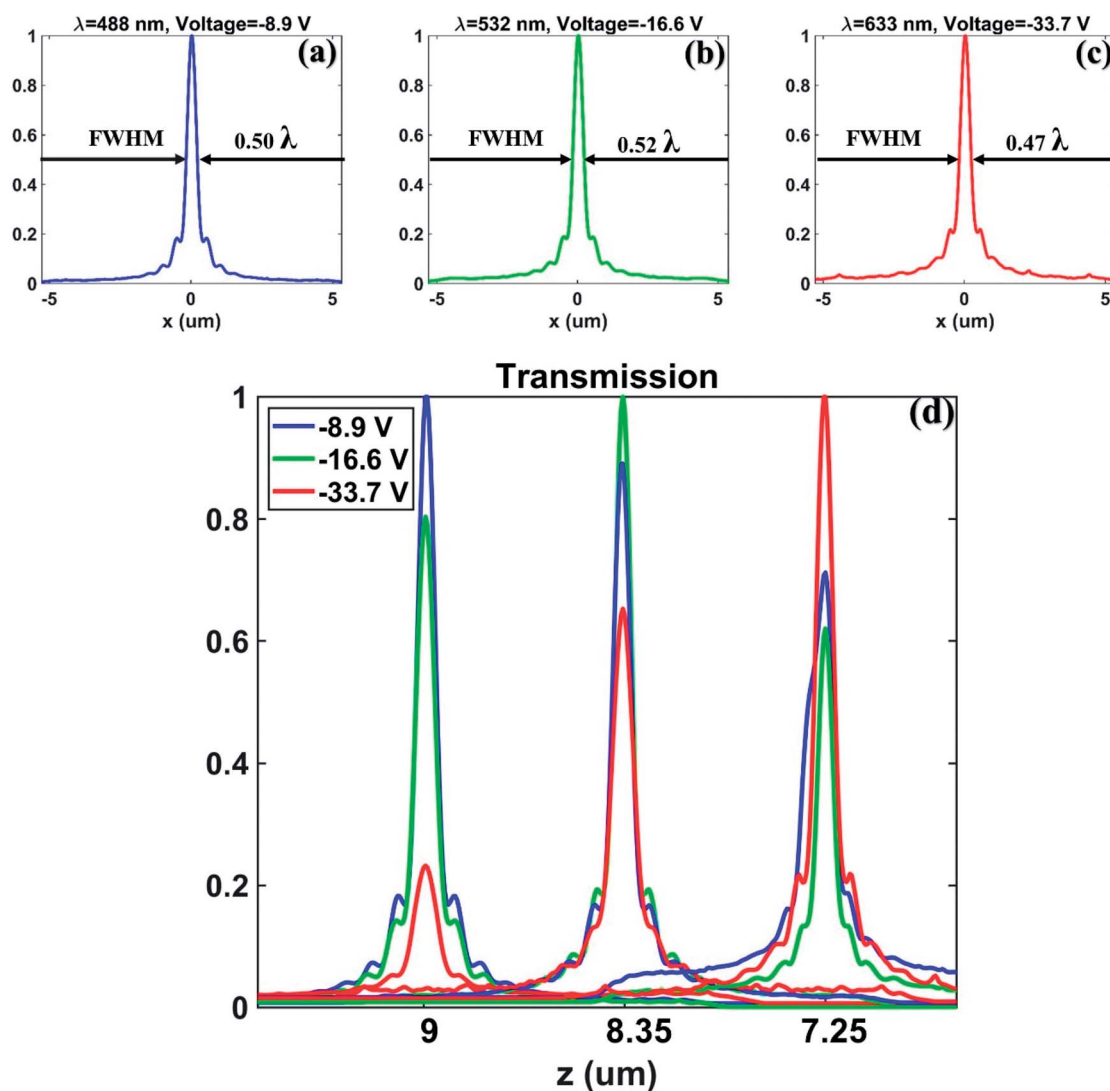 λ=488 nm, Voltage=-8.9 V
(a)
1
0.8
0.6
FWHM
0.50 λ
0.4
0.2
0
-5
0
5
x (um)
λ=532 nm, Voltage=-16.6 V
(b)
1
0.8
0.6
FWHM
0.52 λ
0.4
0.2
0
-5
0
5
x (um)
λ=633 nm, Voltage=-33.7 V
(c)
1
0.8
0.6
FWHM
0.47 λ
0.4
0.2
0
-5
0
5
x (um)
Transmission
(d)
-8.9 V
-16.6 V
-33.7 V
1
0.8
0.6
0.4
0.2
0
9
8.35
7.25
z (um)